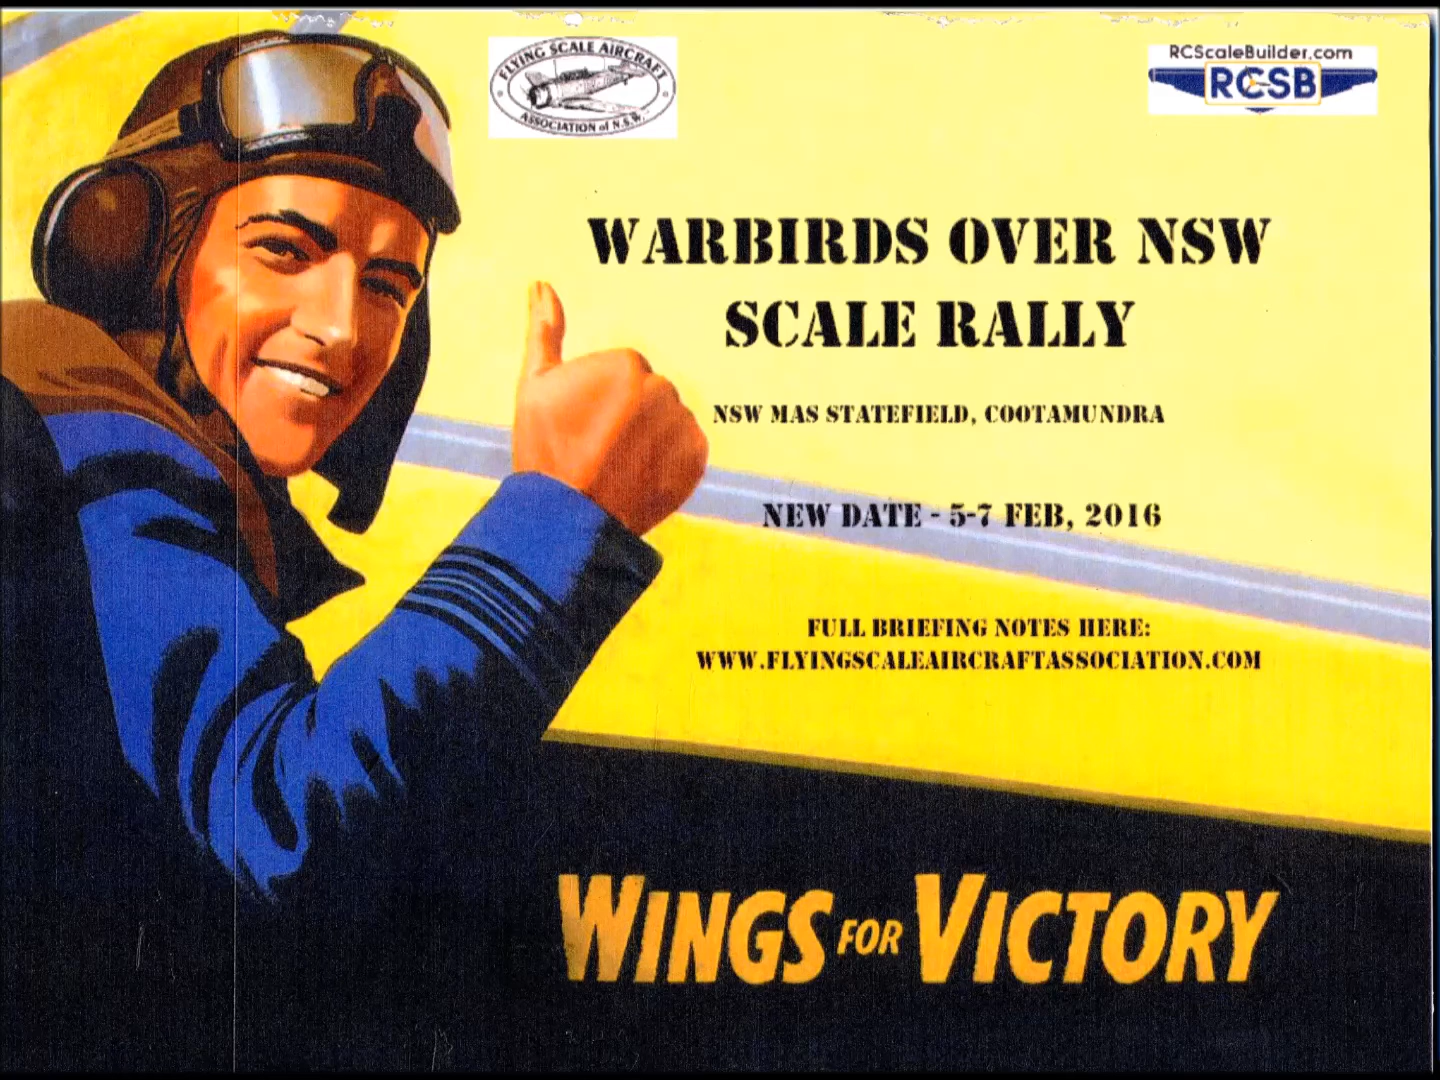 FLYING SCALE AIRCRAFT
ASSOCIATION of N.S.W.
RCScaleBuilder.com
RCSB
WARBIRDS OVER NSW
SCALE RALLY
NSW MAS STATEFIELD, COOTAMUNDRA
NEW DATE - 5-7 FEB, 2016
FULL BRIEFING NOTES HERE:
WWW.FLYINGSCALEAIRCRAFTASSOCIATION.COM
WINGS FOR VICTORY